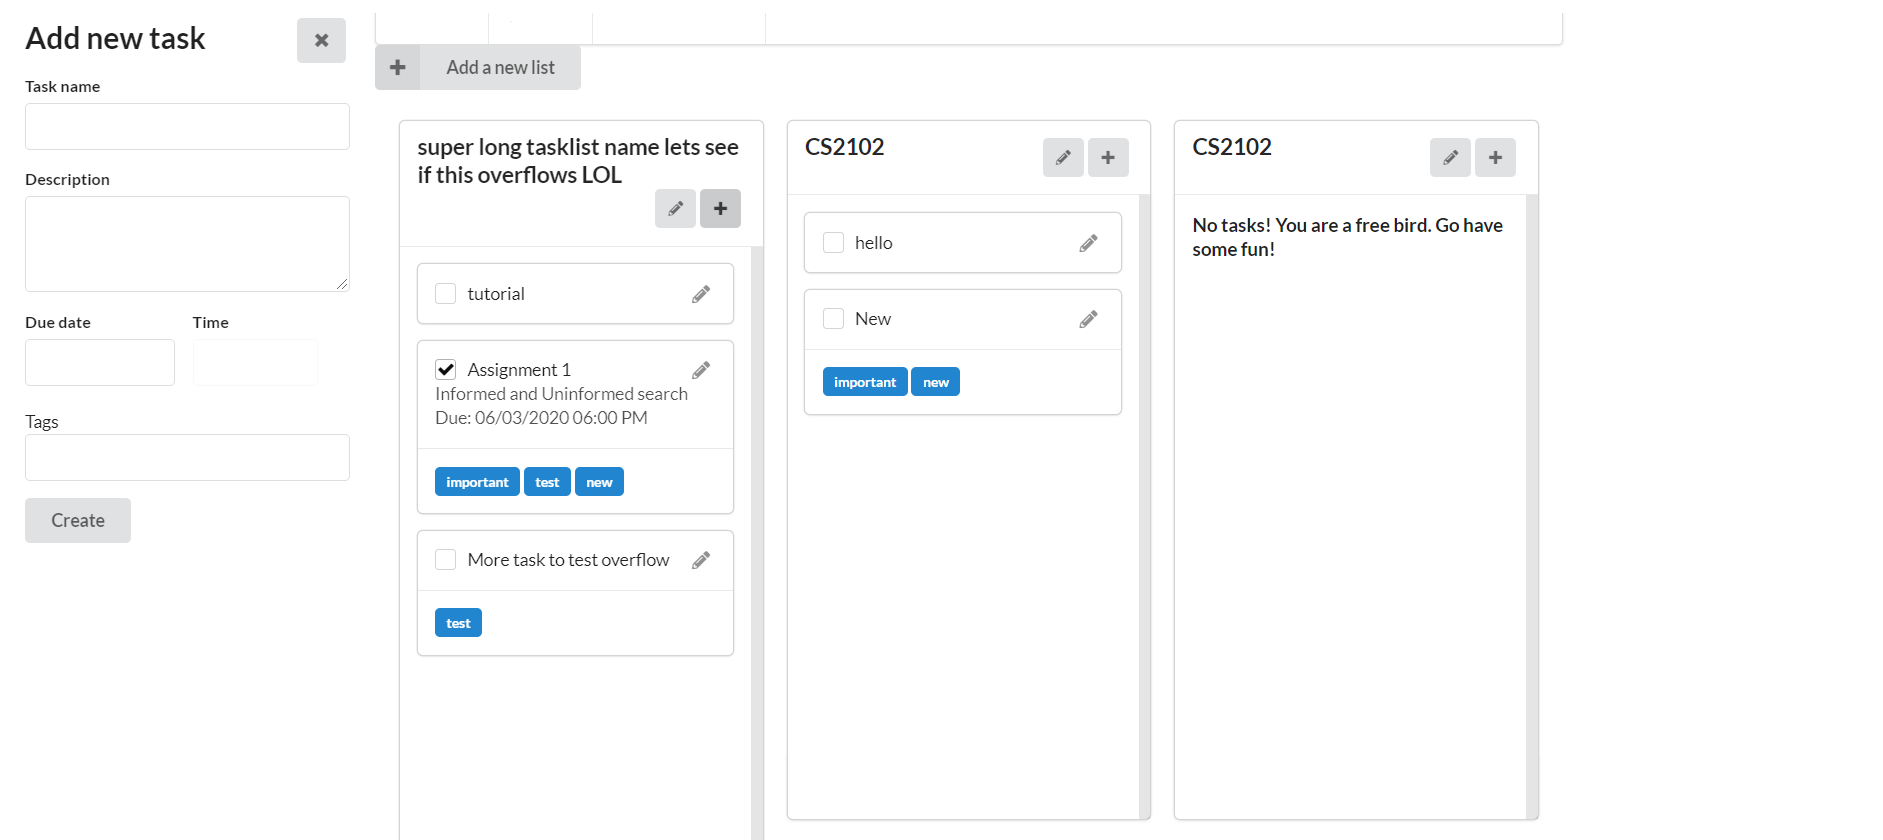 Add new task
Task name
Description
Due date
Time
Tags
Create
Add a new list
super long tasklist name lets see
if this overflows LOL
tutorial
Assignment 1
Informed and Uninformed search
Due: 06/03/2020 06:00 PM
important test new
More task to test overflow
test
CS2102
hello
New
important new
CS2102
No tasks! You are a free bird. Go have
some fun!